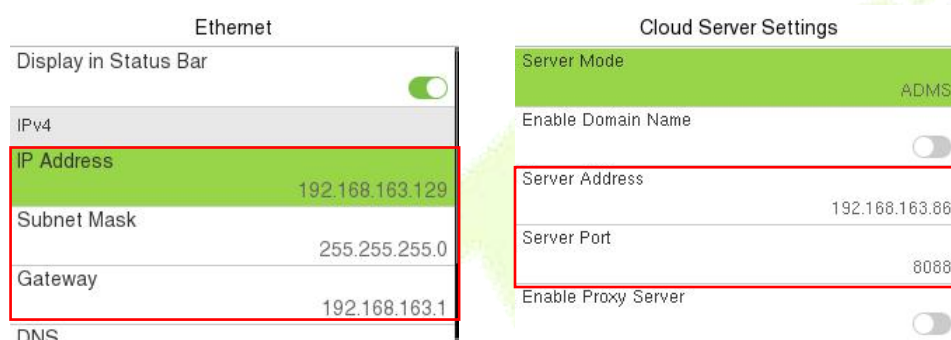 Ethernet
Display in Status Bar
IPv4
IP Address
192.168.163.129
Subnet Mask
255.255.255.0
Gateway
192.168.163.1
DNS
Cloud Server Settings
Server Mode
ADMS
Enable Domain Name
Server Address
192.168.163.86
Server Port
8088
Enable Proxy Server